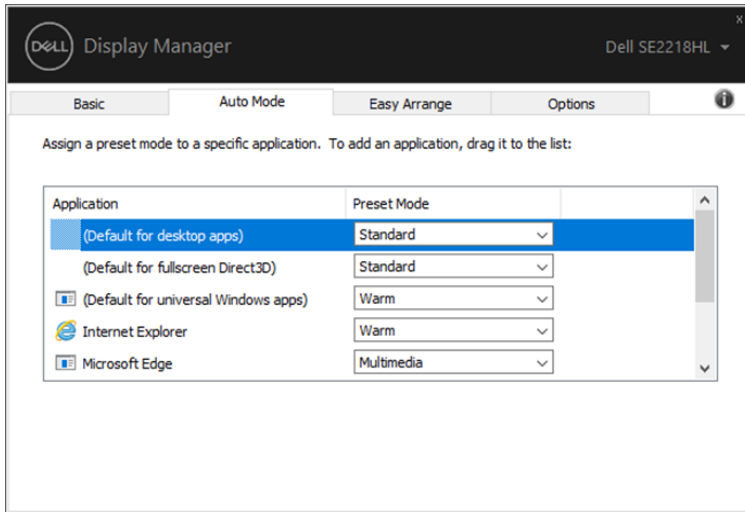 x
DELL Display Manager Dell SE2218HL
Basic Auto Mode Easy Arrange Options
Assign a preset mode to a specific application. To add an application, drag it to the list:
Application Preset Mode
(Default for desktop apps) Standard
(Default for fullscreen Direct3D) Standard
(Default for universal Windows apps) Warm
Internet Explorer Warm
Microsoft Edge Multimedia